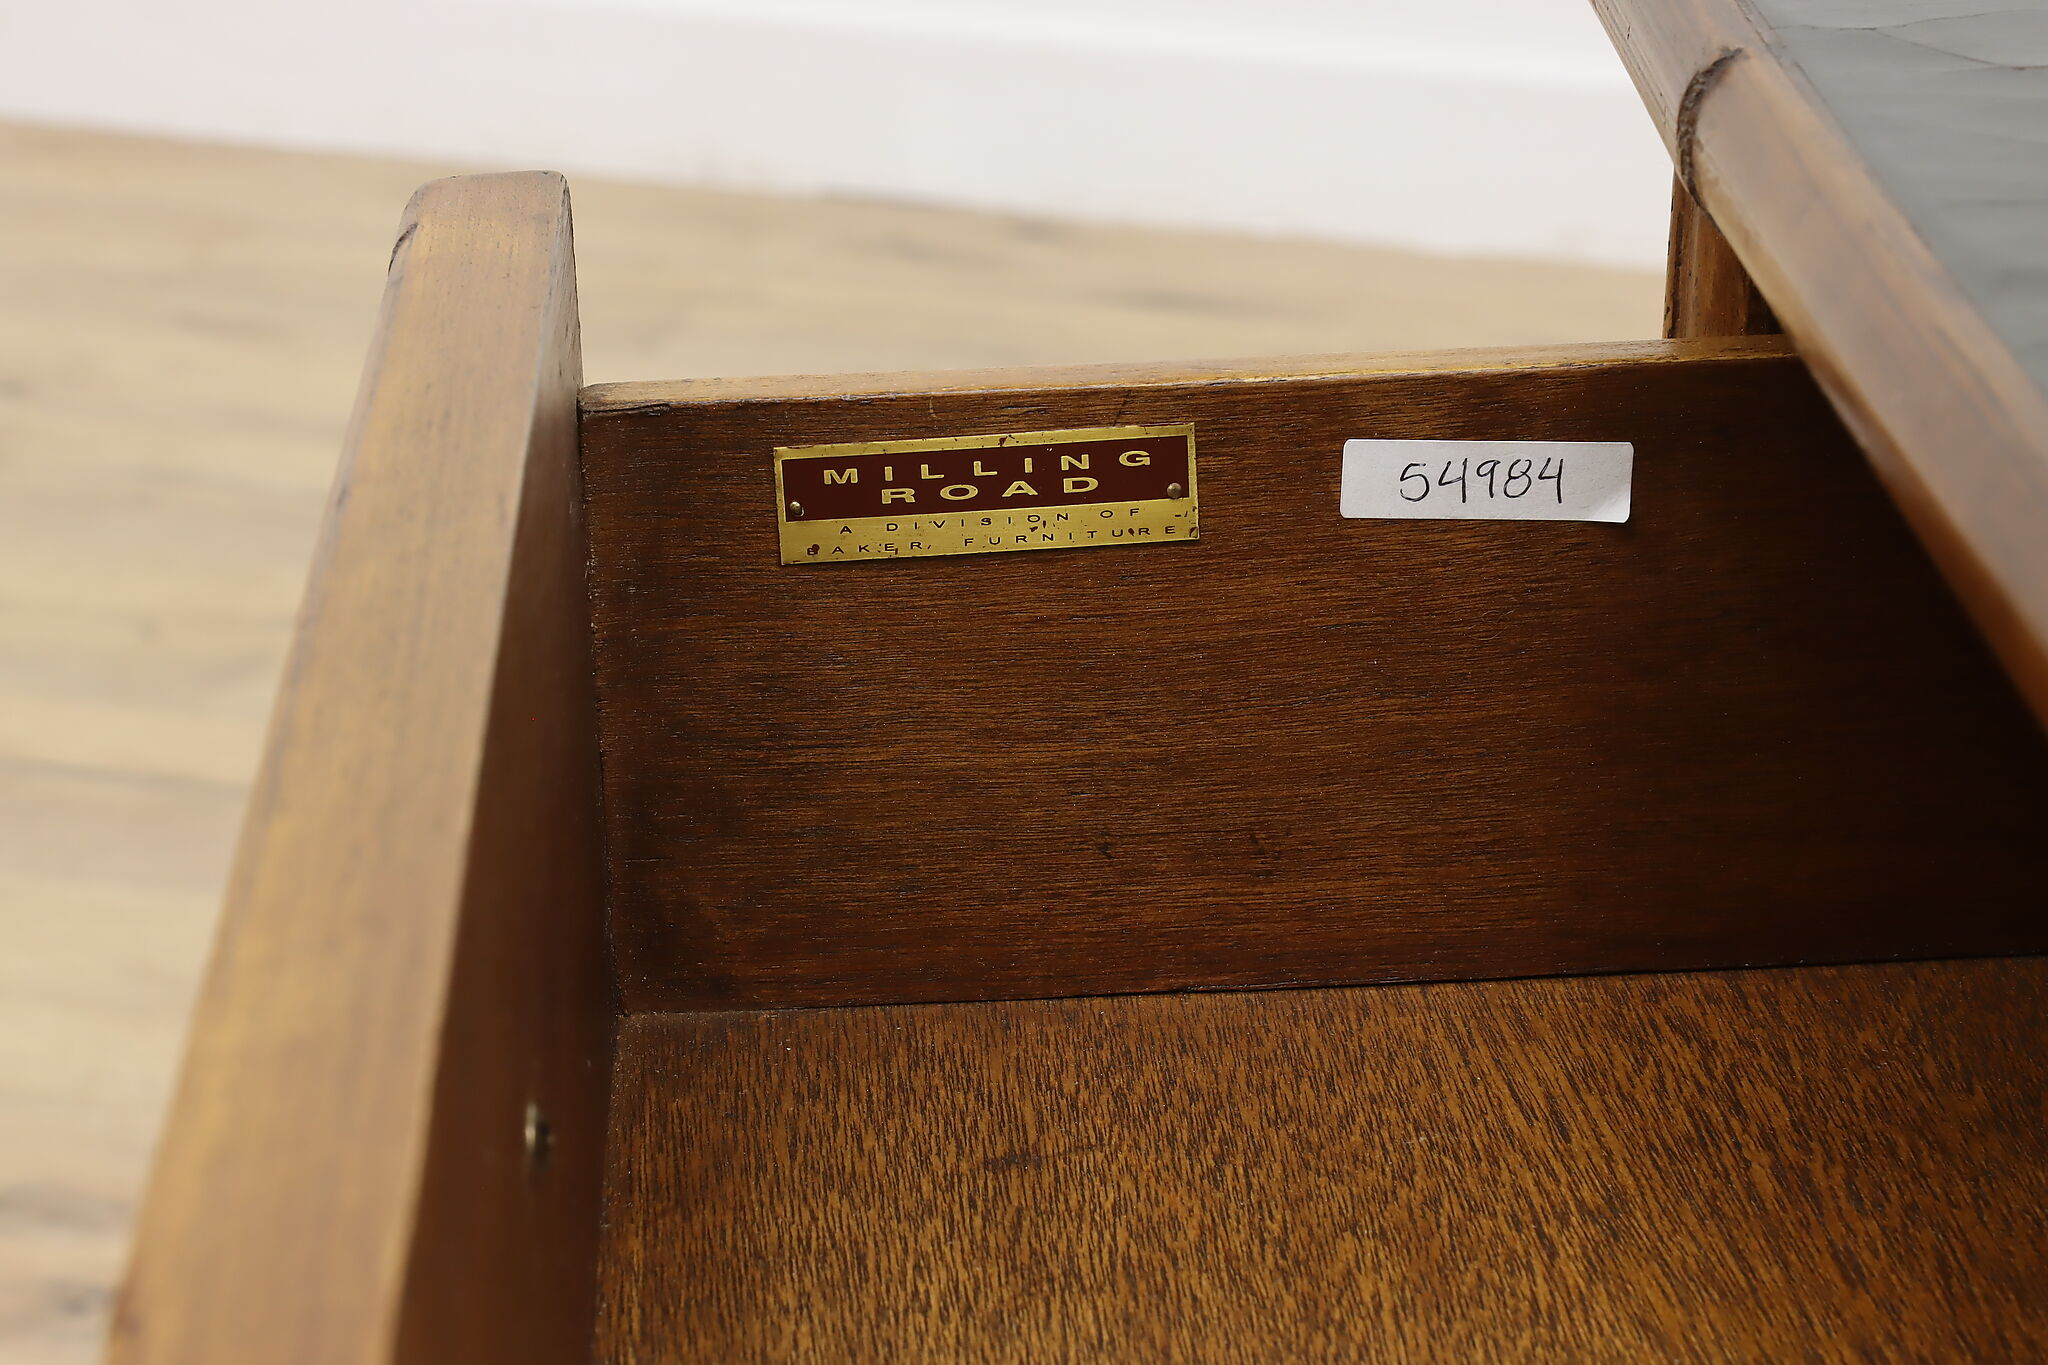 MILLING
ROAD
A DIVISION OF
BAKER FURNITURE
54984